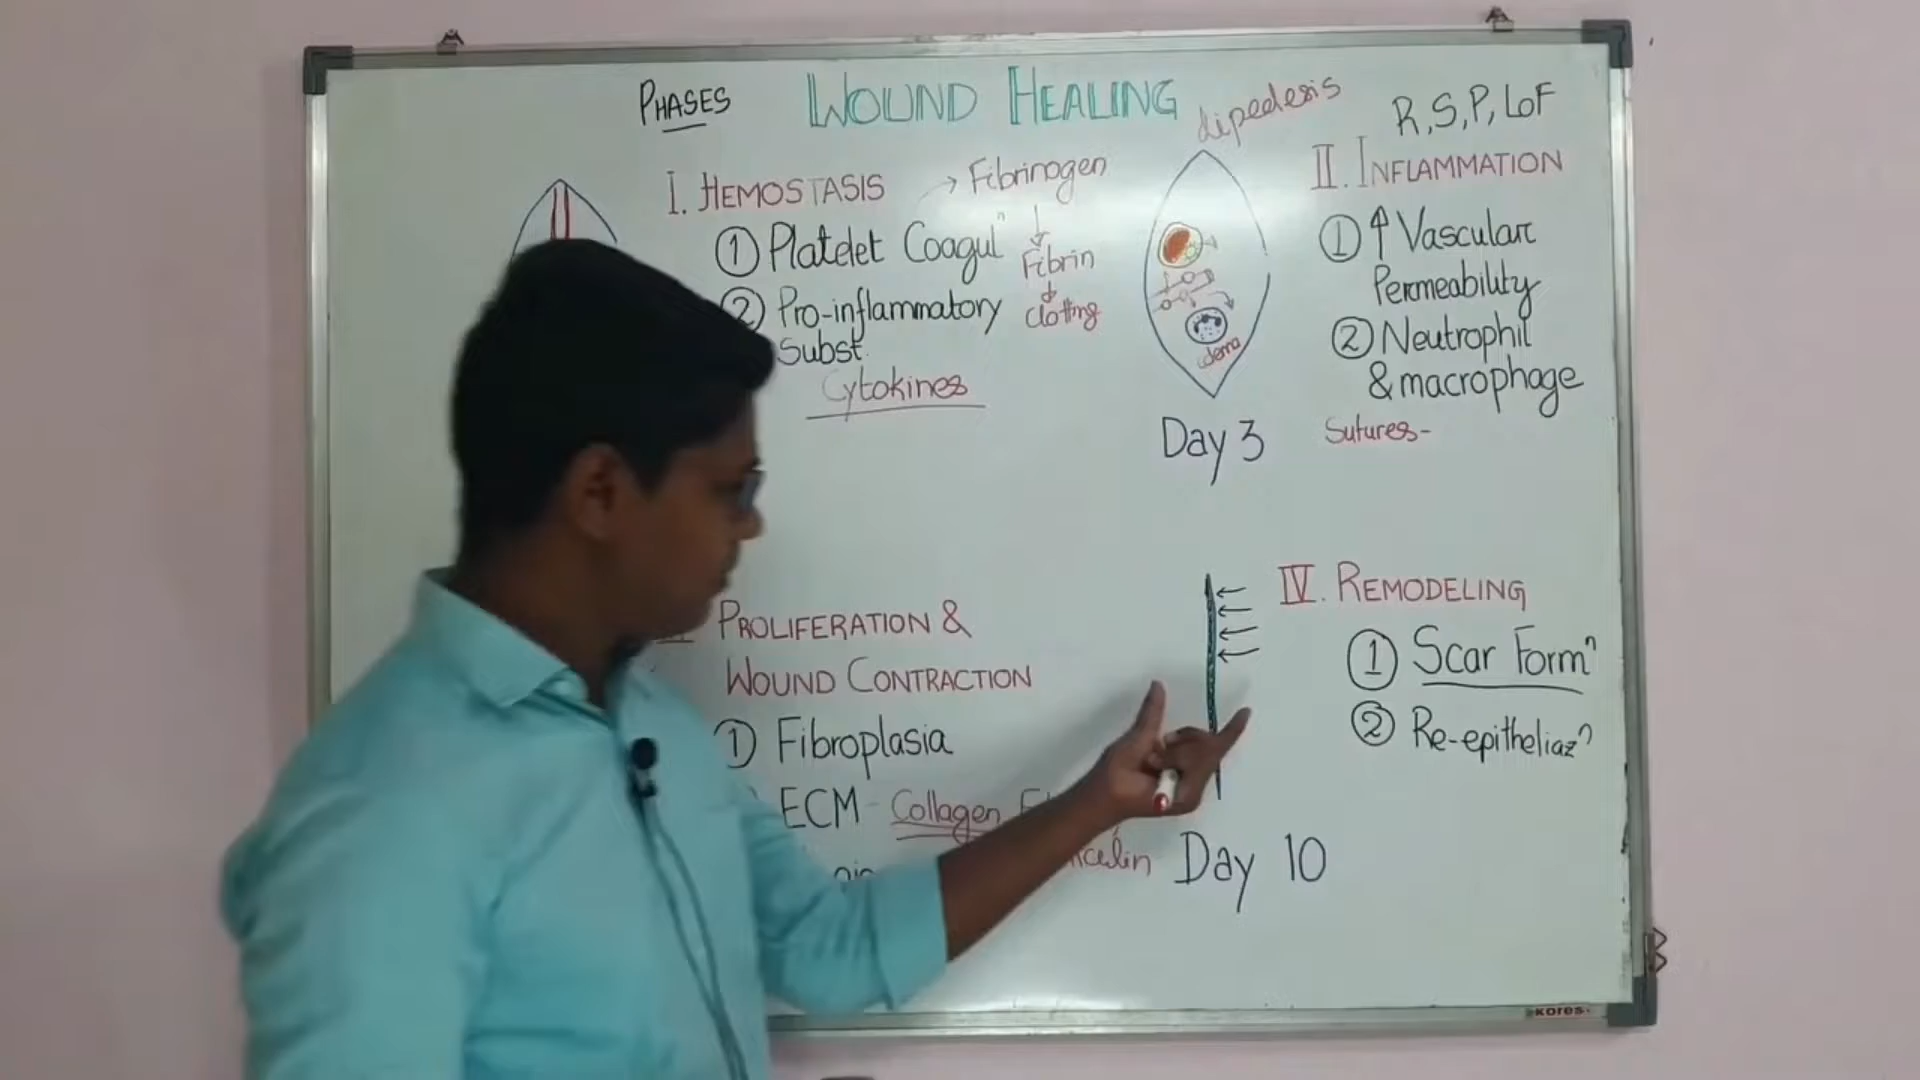 PHASES
WOUND HEALING
dipedesis
R, S, P, LoF
I. HEMOSTASIS
→ Fibrinogen
① Platelet Coagulⁿ
↓
Fibrin
↓
clotting
② Pro-inflammatory
Subst.
Cytokines
edema
Day 3
II. INFLAMMATION
① ↑ Vascular
Permeability
② Neutrophil
& macrophage
Sutures-
PROLIFERATION &
WOUND CONTRACTION
① Fibroplasia
ECM - Collagen
IV. REMODELING
① Scar Formⁿ
② Re-epitheliazⁿ
Day 10
kores